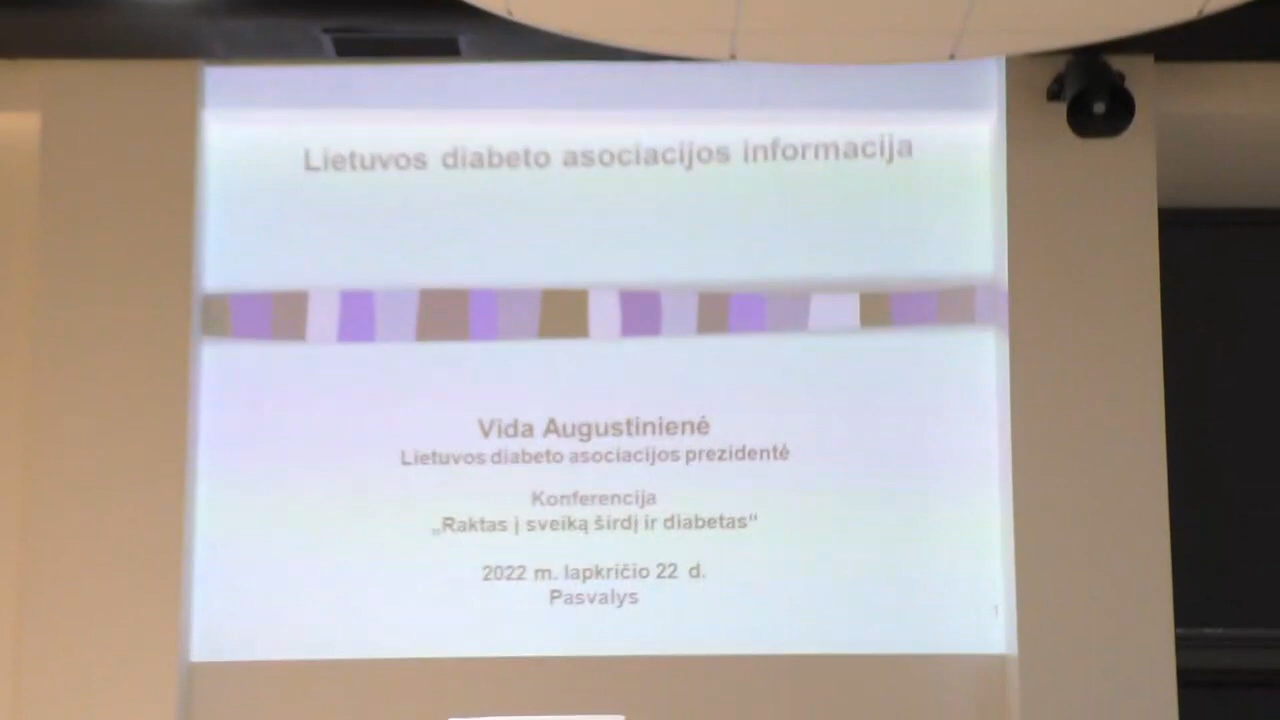 Lietuvos diabeto asociacijos informacija
Vida Augustinienė
Lietuvos diabeto asociacijos prezidentė
Konferencija
„Raktas į sveiką širdį ir diabetas“
2022 m. lapkričio 22 d.
Pasvalys
1